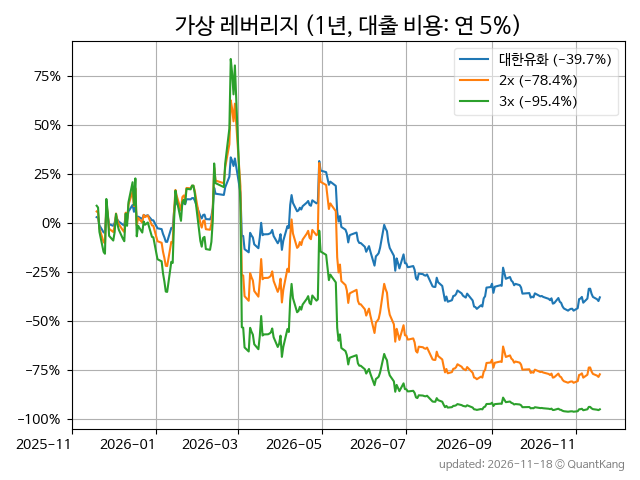 가상 레버리지 (1년, 대출 비용: 연 5%)
대한유화 (−39.7%)
2x (−78.4%)
3x (−95.4%)
75%
50%
25%
0%
−25%
−50%
−75%
−100%
2025-11 2026-01 2026-03 2026-05 2026-07 2026-09 2026-11
updated: 2026-11-18 © QuantKang